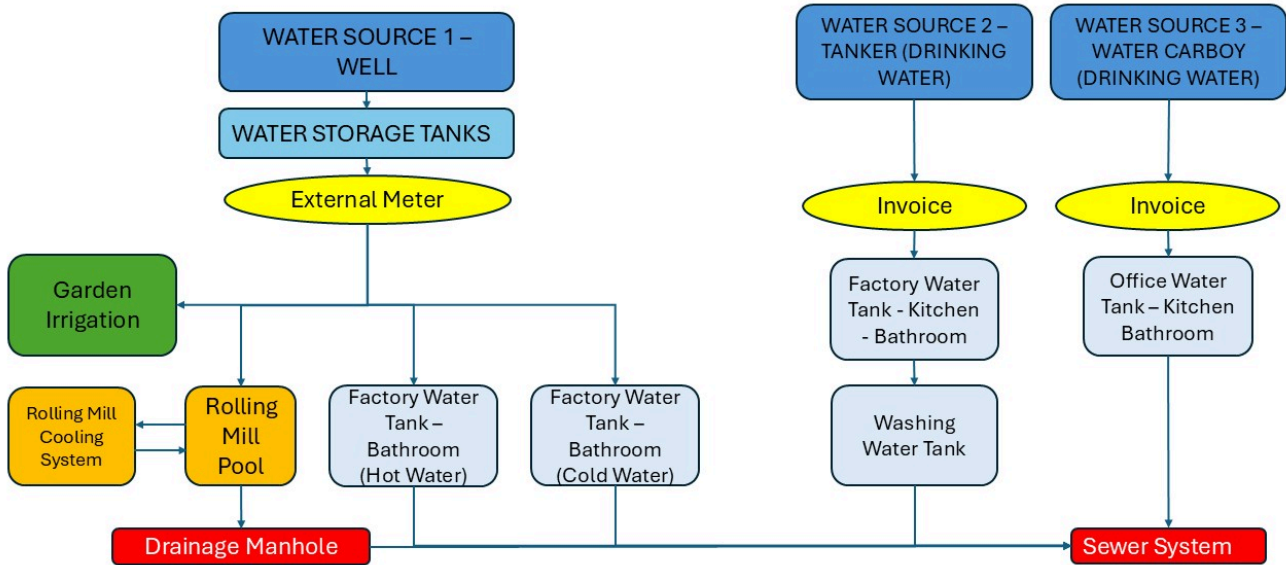 WATER SOURCE 1 –
WELL
WATER STORAGE TANKS
External Meter
Garden
Irrigation
Rolling Mill
Cooling
System
Rolling
Mill
Pool
Factory Water
Tank –
Bathroom
(Hot Water)
Factory Water
Tank –
Bathroom
(Cold Water)
Drainage Manhole
WATER SOURCE 2 –
TANKER (DRINKING
WATER)
Invoice
Factory Water
Tank - Kitchen
- Bathroom
Washing
Water Tank
WATER SOURCE 3 –
WATER CARBOY
(DRINKING WATER)
Invoice
Office Water
Tank – Kitchen
Bathroom
Sewer System